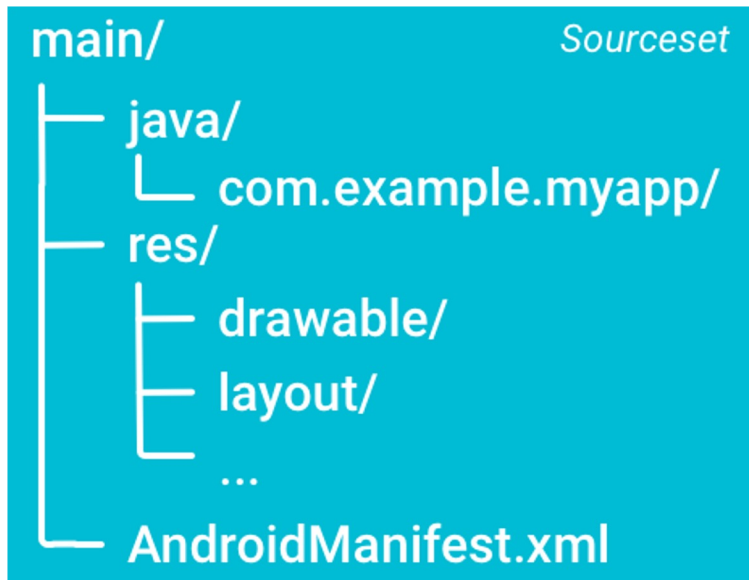 main/ Sourceset
java/
com.example.myapp/
res/
drawable/
layout/
...
AndroidManifest.xml